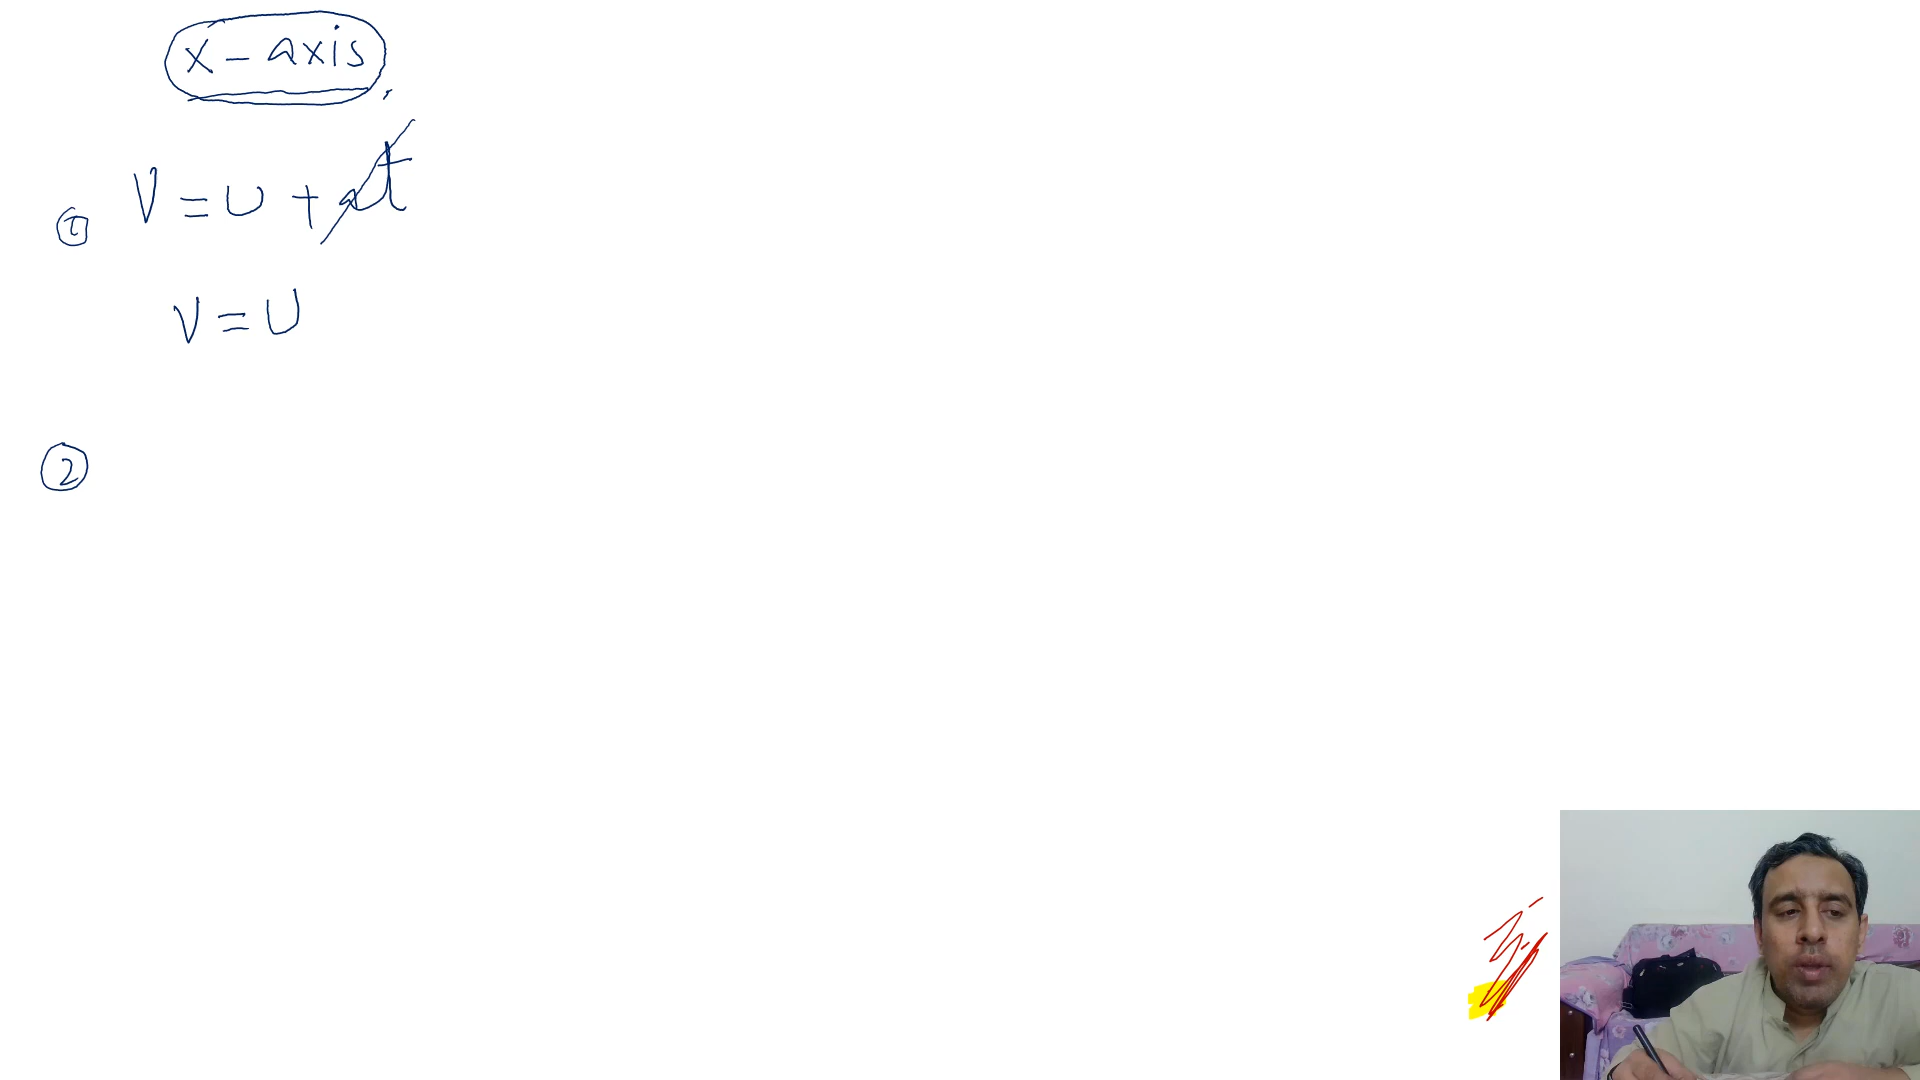 x - axis
① V = U + at
V = U
②